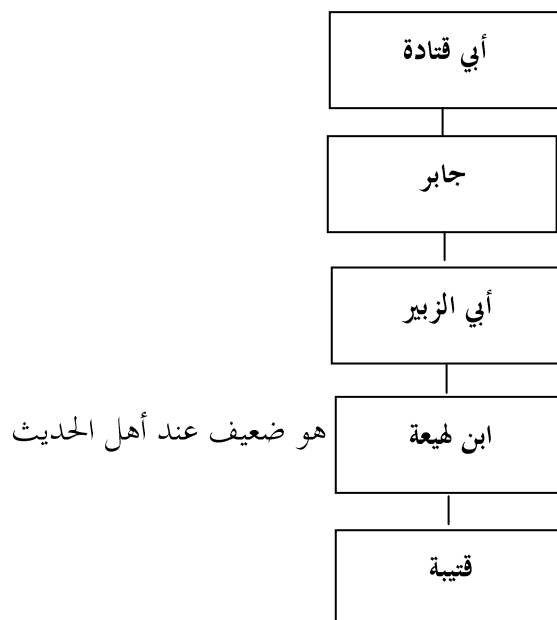 أبي قتادة
جابر
أبي الزبير
ابن لهيعة
هو ضعيف عند أهل الحديث
قتيبة